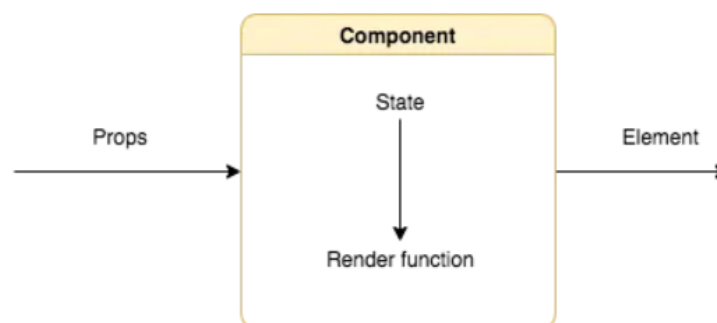 Component
State
Props
Element
Render function